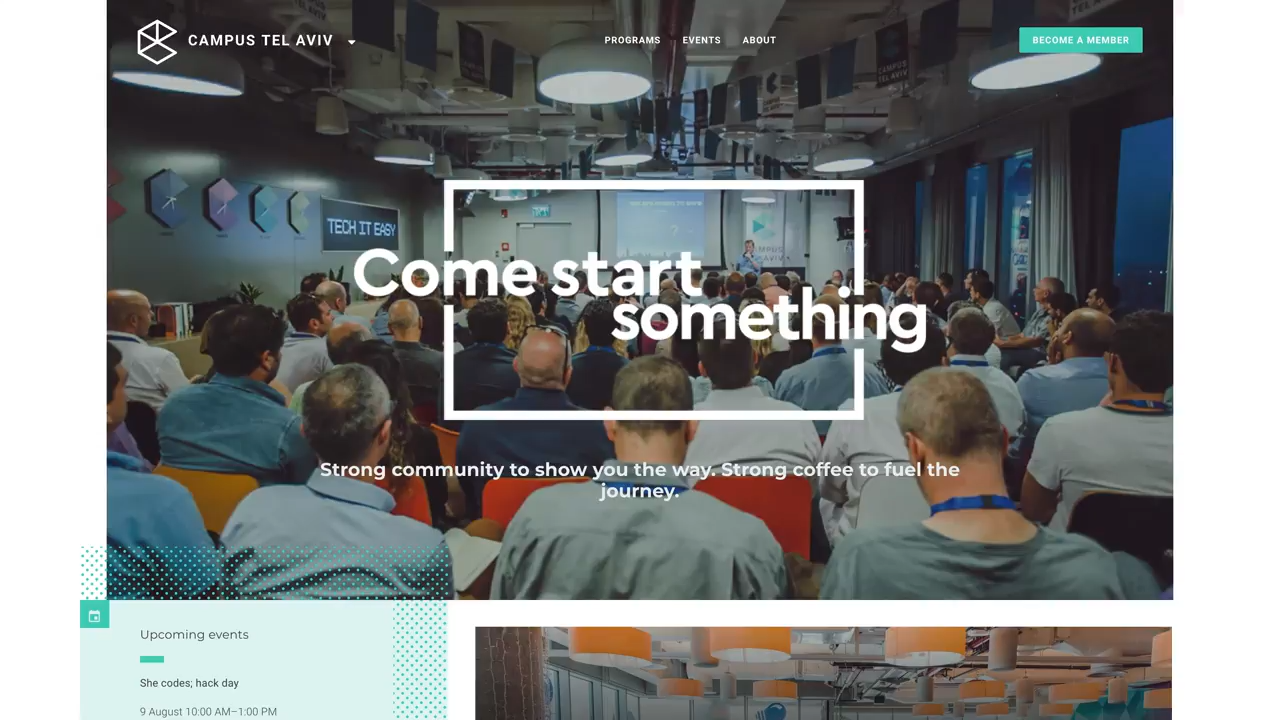 CAMPUS TEL AVIV
PROGRAMS EVENTS ABOUT
BECOME A MEMBER
CAMPUS
TEL AVIV
TECH IT EASY
Come start
something
Strong community to show you the way. Strong coffee to fuel the
journey.
Upcoming events
She codes; hack day
9 August 10:00 AM–1:00 PM